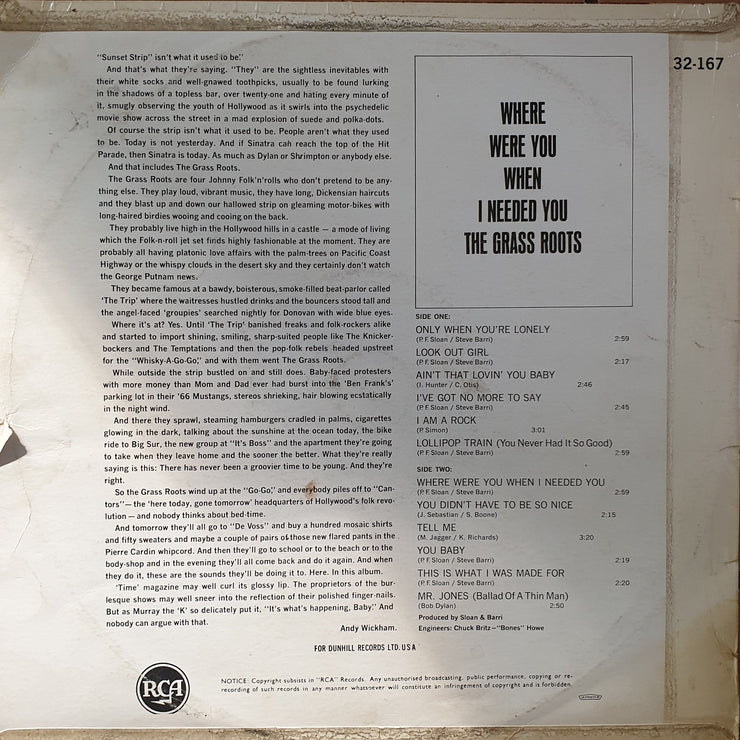 "Sunset Strip" isn't what it used to be."
And that's what they're saying. "They" are the sightless inevitables with
their white socks and well-gnawed toothpicks, usually to be found lurking
in the shadows of a topless bar, over twenty-one and hating every minute of
it, smugly observing the youth of Hollywood as it swirls into the psychedelic
movie show across the street in a mad explosion of suede and polka-dots.
Of course the strip isn't what it used to be. People aren't what they used
to be. Today is not yesterday. And if Sinatra can reach the top of the Hit
Parade, then Sinatra is today. As much as Dylan or Shrimpton or anybody else.
And that includes The Grass Roots.
The Grass Roots are four Johnny Folk'n'rolls who don't pretend to be any-
thing else. They play loud, vibrant music, they have long, Dickensian haircuts
and they blast up and down our hallowed strip on gleaming motor-bikes with
long-haired birdies wooing and cooing on the back.
They probably live high in the Hollywood hills in a castle – a mode of living
which the Folk-n-roll jet set finds highly fashionable at the moment. They are
probably all having platonic love affairs with the palm-trees on Pacific Coast
Highway or the whispy clouds in the desert sky and they certainly don't watch
the George Putnam news.
They became famous at a bawdy, boisterous, smoke-filled beat-parlor called
'The Trip' where the waitresses hustled drinks and the bouncers stood tall and
the angel-faced 'groupies' searched nightly for Donovan with wide blue eyes.
Where it's at? Yes. Until 'The Trip' banished freaks and folk-rockers alike
and started to import shining, smiling, sharp-suited people like The Knicker-
bockers and The Temptations and then the pop-folk rebels headed upstreet
for the "Whisky-A-Go-Go", and with them went The Grass Roots.
While outside the strip bustled on and still does. Baby-faced protesters
with more money than Mom and Dad ever had burst into the 'Ben Frank's'
parking lot in their '66 Mustangs, stereos shrieking, hair blowing ecstatically
in the night wind.
And there they sprawl, steaming hamburgers cradled in palms, cigarettes
glowing in the dark, talking about the sunshine at the ocean today, the bike
ride to Big Sur, the new group at "It's Boss" and the apartment they're going
to take when they leave home and the sooner the better. What they're really
saying is this: There has never been a groovier time to be young. And they're
right.
So the Grass Roots wind up at the "Go-Go", and everybody piles off to "Can-
tors"– the 'here today, gone tomorrow' headquarters of Hollywood's folk revo-
lution – and nobody thinks about bed-time.
And tomorrow they'll all go to "De Voss" and buy a hundred mosaic shirts
and fifty sweaters and maybe a couple of pairs of those new flared pants in the
Pierre Cardin whipcord. And then they'll go to school or to the beach or to the
body-shop and in the evening they'll all come back and do it again. And when
they do it, these are the sounds they'll be doing it to. Here. In this album.
'Time' magazine may well curl its glossy lip. The proprietors of the bur-
lesque shows may well sneer into the reflection of their polished finger-nails.
But as Murray the 'K' so delicately put it, "It's what's happening, Baby." And
nobody can argue with that.
Andy Wickham.
32-167
WHERE
WERE YOU
WHEN
I NEEDED YOU
THE GRASS ROOTS
SIDE ONE:
ONLY WHEN YOU'RE LONELY
(P.F. Sloan / Steve Barri) 2:59
LOOK OUT GIRL
(P.F. Sloan / Steve Barri) 2:17
AIN'T THAT LOVIN' YOU BABY
(I. Hunter / C, Otis) 2:46
I'VE GOT NO MORE TO SAY
(P.F. Sloan / Steve Barri) 2:45
I AM A ROCK
(P. Simon) 3:01
LOLLIPOP TRAIN (You Never Had It So Good)
(P.F. Sloan / Steve Barri) 2:59
SIDE TWO:
WHERE WERE YOU WHEN I NEEDED YOU
(P.F. Sloan / Steve Barri) 2:59
YOU DIDN'T HAVE TO BE SO NICE
(J. Sebastian / S. Boone) 2:15
TELL ME
(M. Jagger / K. Richards) 3:20
YOU BABY
(P.F. Sloan / Steve Barri) 2:19
THIS IS WHAT I WAS MADE FOR
(P.F. Sloan / Steve Barri) 2:20
MR. JONES (Ballad Of A Thin Man)
(Bob Dylan) 2:50
Produced by Sloan & Barri
Engineers: Chuck Britz–"Bones" Howe
FOR DUNHILL RECORDS LTD. USA
RCA
NOTICE: Copyright subsists in "RCA" Records. Any unauthorised broadcasting, public performance, copying or re-
recording of such records in any manner whatsoever will constitute an infringement of copyright and is forbidden.